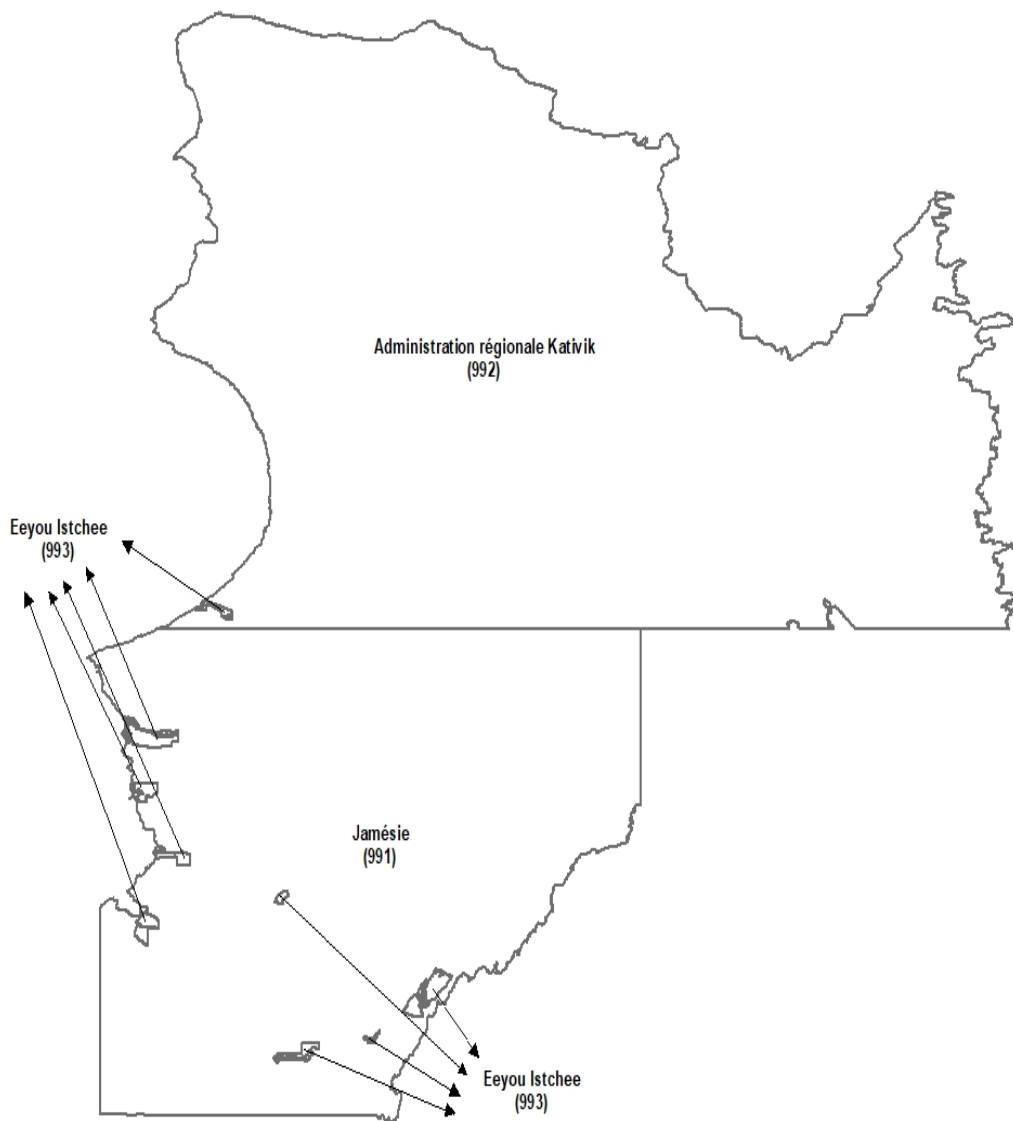 Administration régionale Kativik
(992)
Eeyou Istchee
(993)
Jamésie
(991)
Eeyou Istchee
(993)